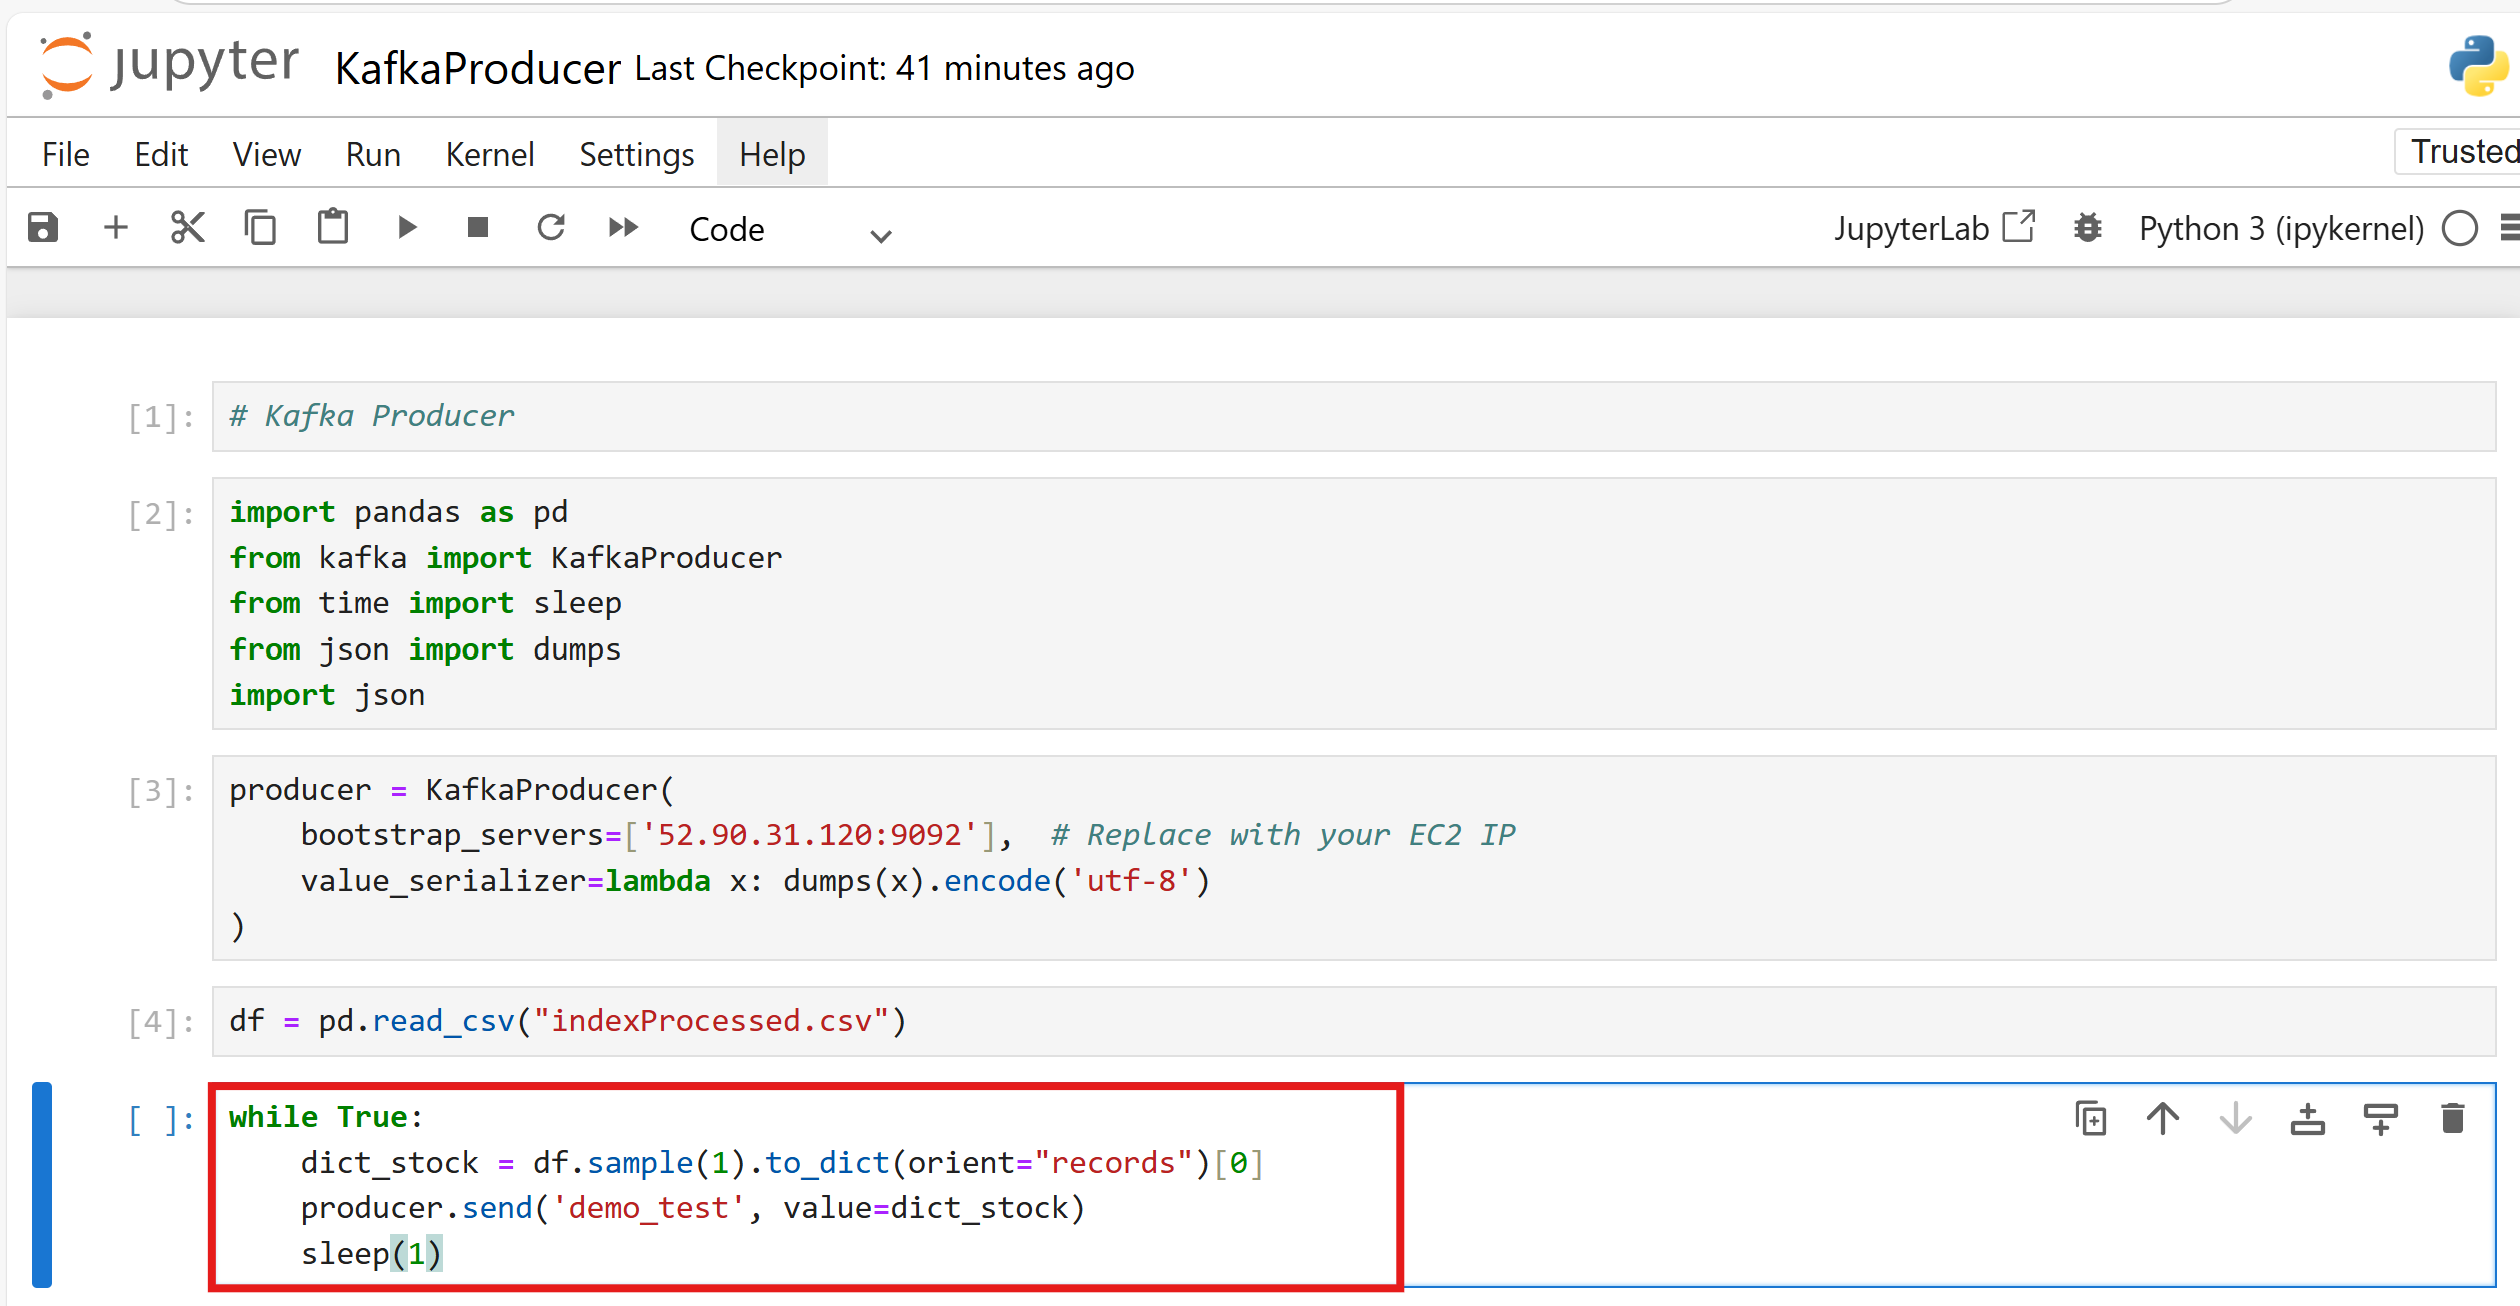 jupyter KafkaProducer Last Checkpoint: 41 minutes ago
File Edit View Run Kernel Settings Help Trusted
Code JupyterLab Python 3 (ipykernel)
[1]: # Kafka Producer
[2]: import pandas as pd
from kafka import KafkaProducer
from time import sleep
from json import dumps
import json
[3]: producer = KafkaProducer(
    bootstrap_servers=['52.90.31.120:9092'],  # Replace with your EC2 IP
    value_serializer=lambda x: dumps(x).encode('utf-8')
)
[4]: df = pd.read_csv("indexProcessed.csv")
[ ]: while True:
    dict_stock = df.sample(1).to_dict(orient="records")[0]
    producer.send('demo_test', value=dict_stock)
    sleep(1)